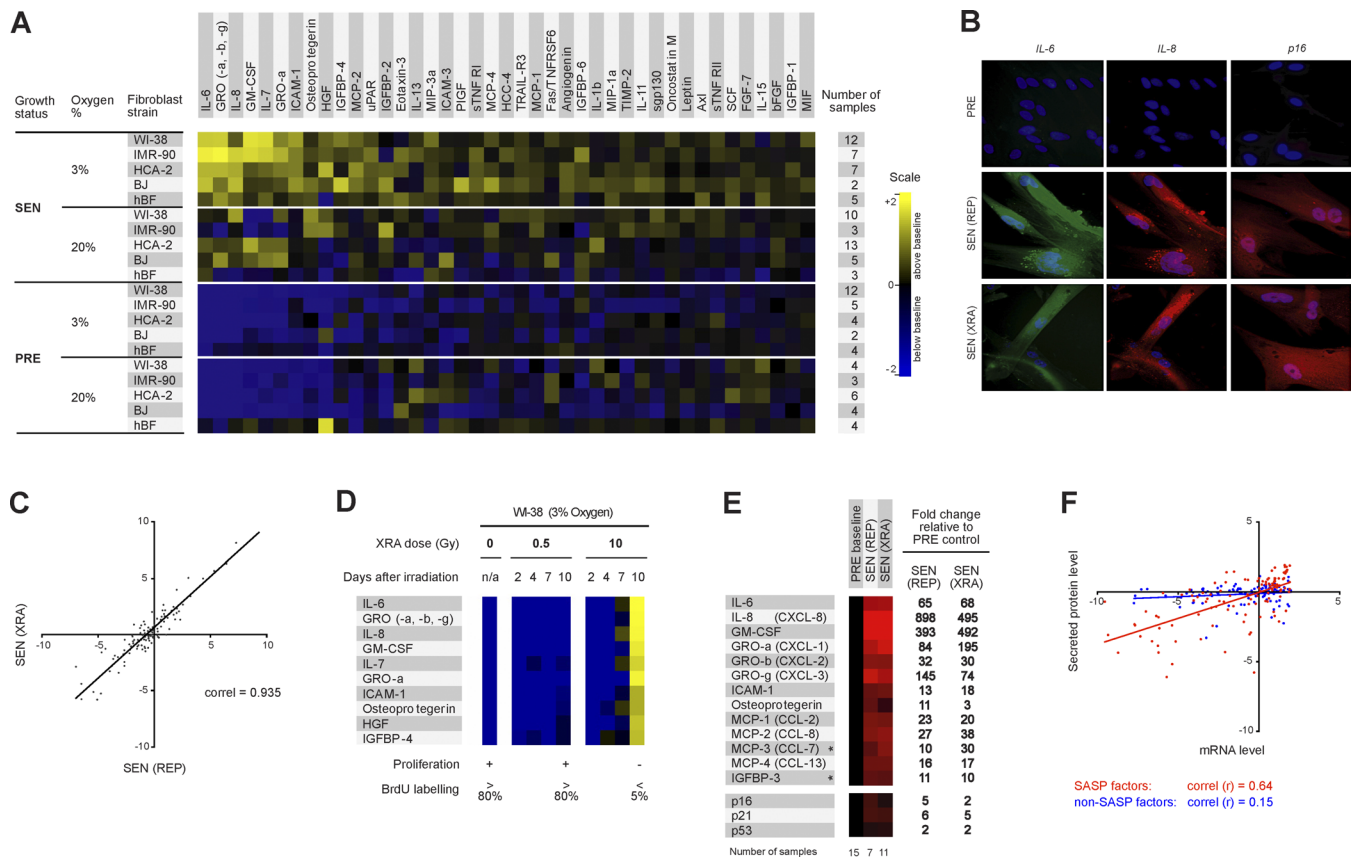 A
Growth status
Oxygen %
Fibroblast strain
IL-6
GRO (-a, -b, -g)
IL-8
GM-CSF
IL-7
GRO-a
ICAM-1
Osteoprotegerin
HGF
IGFBP-4
MCP-2
uPAR
IGFBP-2
Eotaxin-3
IL-13
MIP-3a
ICAM-3
PIGF
sTNF RI
MCP-4
HCC-4
TRAIL-R3
MCP-1
Fas/TNFRSF6
Angiogenin
IGFBP-6
IL-1b
MIP-1a
TIMP-2
IL-11
sgp130
Oncostatin M
Leptin
Axl
sTNF RII
SCF
FGF-7
IL-15
bFGF
IGFBP-1
MIF
Number of samples
SEN
3%
WI-38 12
IMR-90 7
HCA-2 7
BJ 2
hBF 5
20%
WI-38 10
IMR-90 3
HCA-2 13
BJ 5
hBF 3
PRE
3%
WI-38 12
IMR-90 5
HCA-2 4
BJ 2
hBF 4
20%
WI-38 4
IMR-90 3
HCA-2 6
BJ 4
hBF 4
Scale
+2
above baseline
0
below baseline
-2
B
IL-6 IL-8 p16
PRE
SEN (REP)
SEN (XRA)
C
SEN (XRA)
10
5
-10 -5 5 10
-5
-10
correl = 0.935
SEN (REP)
D
WI-38 (3% Oxygen)
XRA dose (Gy) 0 0.5 10
Days after irradiation n/a 2 4 7 10 2 4 7 10
IL-6
GRO (-a, -b, -g)
IL-8
GM-CSF
IL-7
GRO-a
ICAM-1
Osteoprotegerin
HGF
IGFBP-4
Proliferation + + -
BrdU labelling >80% >80% <5%
E
PRE baseline
SEN (REP)
SEN (XRA)
Fold change relative to PRE control
SEN (REP) SEN (XRA)
IL-6 65 68
IL-8 (CXCL-8) 898 495
GM-CSF 393 492
GRO-a (CXCL-1) 84 195
GRO-b (CXCL-2) 32 30
GRO-g (CXCL-3) 145 74
ICAM-1 13 18
Osteoprotegerin 11 3
MCP-1 (CCL-2) 23 20
MCP-2 (CCL-8) 27 38
MCP-3 (CCL-7) * 10 30
MCP-4 (CCL-13) 16 17
IGFBP-3 * 11 10
p16 5 2
p21 6 5
p53 2 2
Number of samples 15 7 11
F
Secreted protein level
5
-10 -5 5
-5
-10
mRNA level
SASP factors: correl (r) = 0.64
non-SASP factors: correl (r) = 0.15